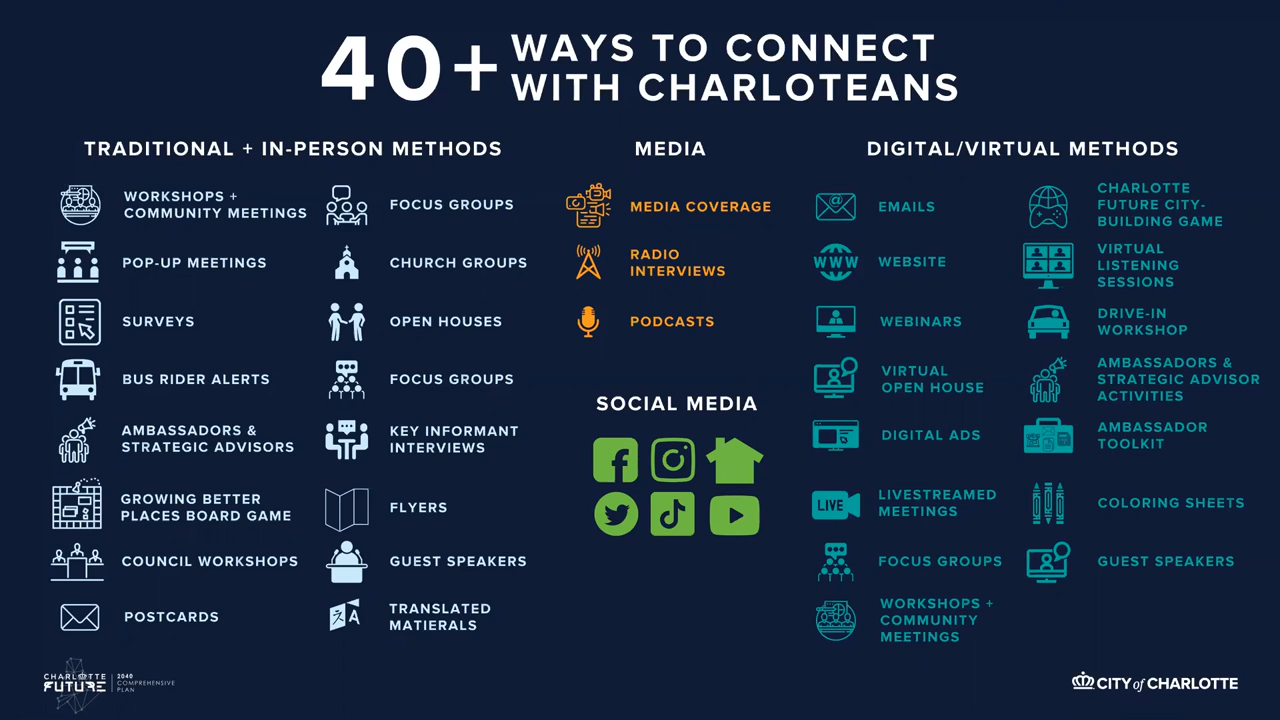 40+ WAYS TO CONNECT
WITH CHARLOTEANS
TRADITIONAL + IN-PERSON METHODS
WORKSHOPS +
COMMUNITY MEETINGS
POP-UP MEETINGS
SURVEYS
BUS RIDER ALERTS
AMBASSADORS &
STRATEGIC ADVISORS
GROWING BETTER
PLACES BOARD GAME
COUNCIL WORKSHOPS
POSTCARDS
FOCUS GROUPS
CHURCH GROUPS
OPEN HOUSES
FOCUS GROUPS
KEY INFORMANT
INTERVIEWS
FLYERS
GUEST SPEAKERS
TRANSLATED
MATIERALS
MEDIA
MEDIA COVERAGE
RADIO
INTERVIEWS
PODCASTS
SOCIAL MEDIA
DIGITAL/VIRTUAL METHODS
EMAILS
WWW
WEBSITE
WEBINARS
VIRTUAL
OPEN HOUSE
DIGITAL ADS
LIVE
LIVESTREAMED
MEETINGS
FOCUS GROUPS
WORKSHOPS +
COMMUNITY
MEETINGS
CHARLOTTE
FUTURE CITY-
BUILDING GAME
VIRTUAL
LISTENING
SESSIONS
DRIVE-IN
WORKSHOP
AMBASSADORS &
STRATEGIC ADVISOR
ACTIVITIES
AMBASSADOR
TOOLKIT
COLORING SHEETS
GUEST SPEAKERS
CHARLOTTE
FUTURE
2040
COMPREHENSIVE
PLAN
CITY of CHARLOTTE